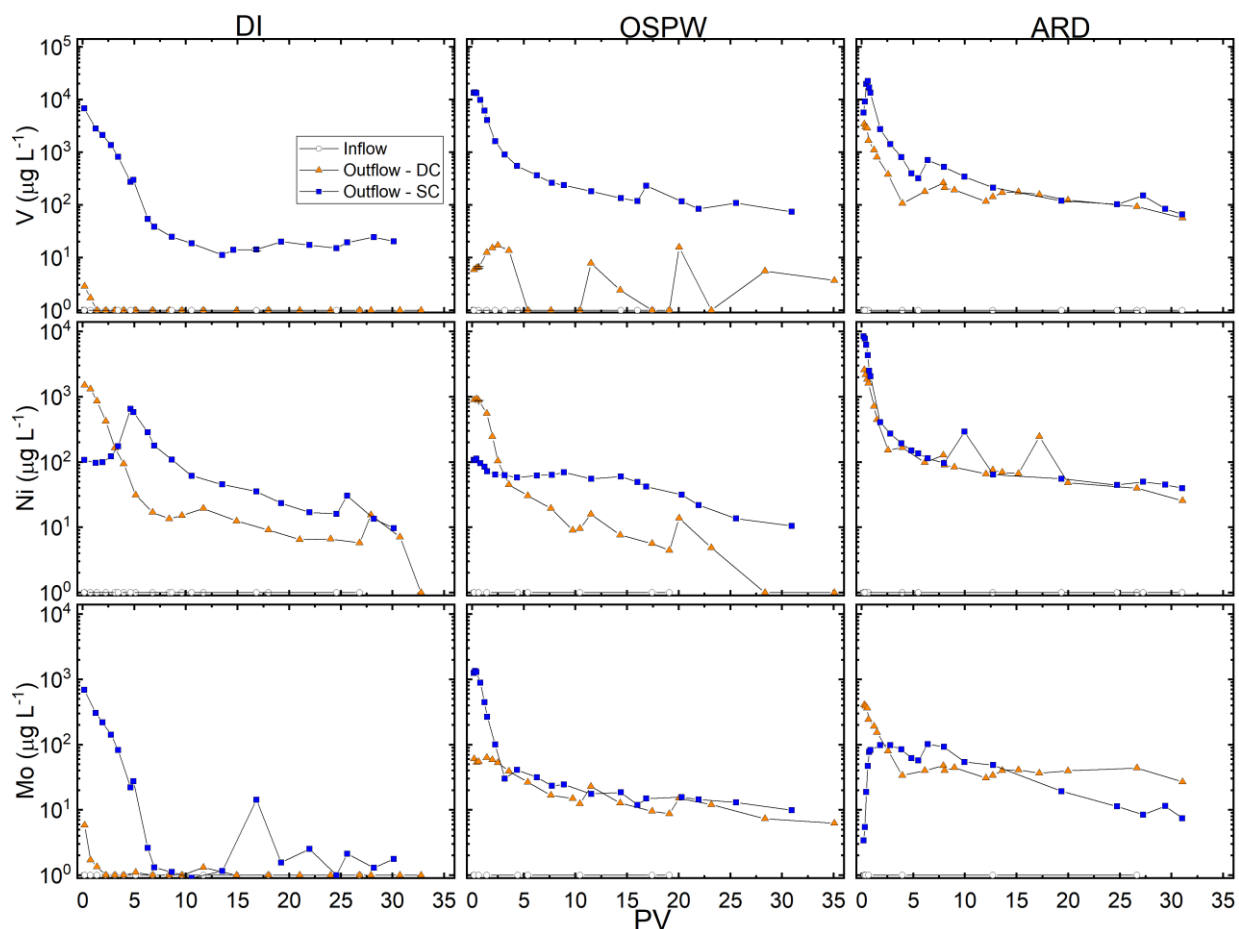 DI OSPW ARD
V (µg L⁻¹)
10⁵
10⁴
10³
10²
10¹
10⁰
Inflow
Outflow - DC
Outflow - SC
Ni (µg L⁻¹)
10⁴
10³
10²
10¹
10⁰
Mo (µg L⁻¹)
10⁴
10³
10²
10¹
10⁰
0 5 10 15 20 25 30 35 0 5 10 15 20 25 30 35 0 5 10 15 20 25 30 35
PV